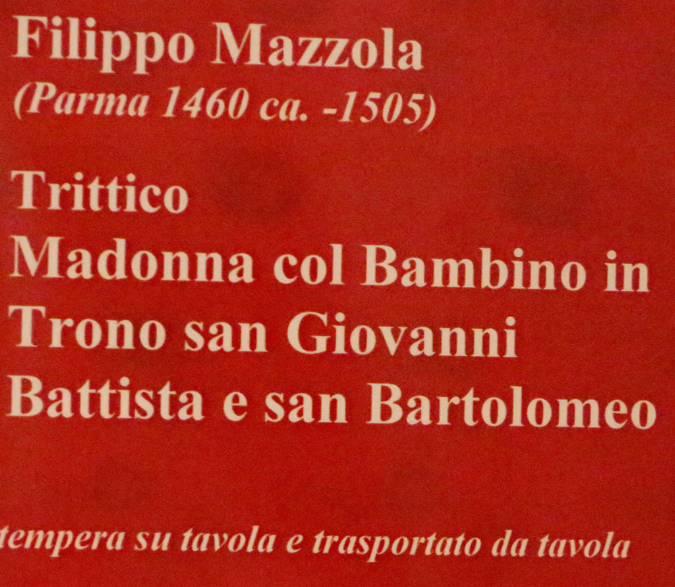 Filippo Mazzola
(Parma 1460 ca. -1505)
Trittico
Madonna col Bambino in
Trono san Giovanni
Battista e san Bartolomeo
tempera su tavola e trasportato da tavola